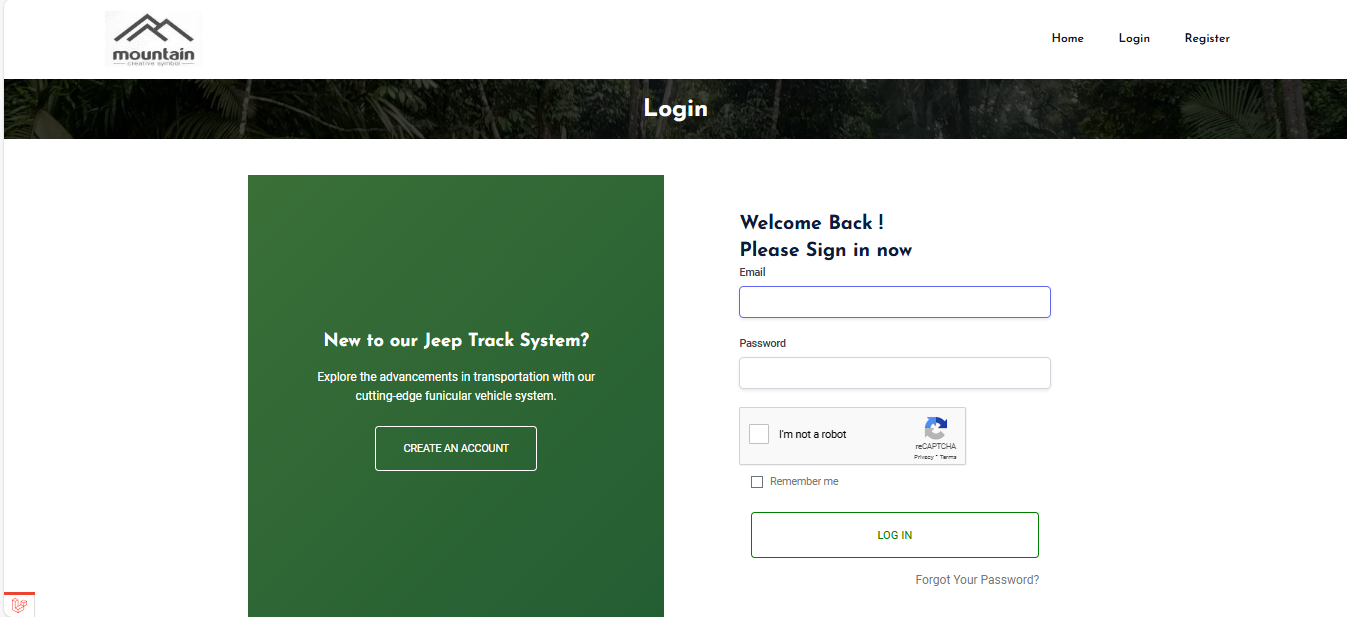 mountain
creative symbol
Home Login Register
Login
New to our Jeep Track System?
Explore the advancements in transportation with our
cutting-edge funicular vehicle system.
CREATE AN ACCOUNT
Welcome Back !
Please Sign in now
Email
Password
I'm not a robot
reCAPTCHA
Privacy - Terms
Remember me
LOG IN
Forgot Your Password?